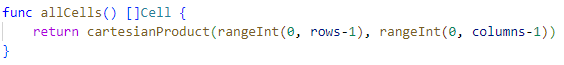 func allCells() []Cell {
    return cartesianProduct(rangeInt(0, rows-1), rangeInt(0, columns-1))
}